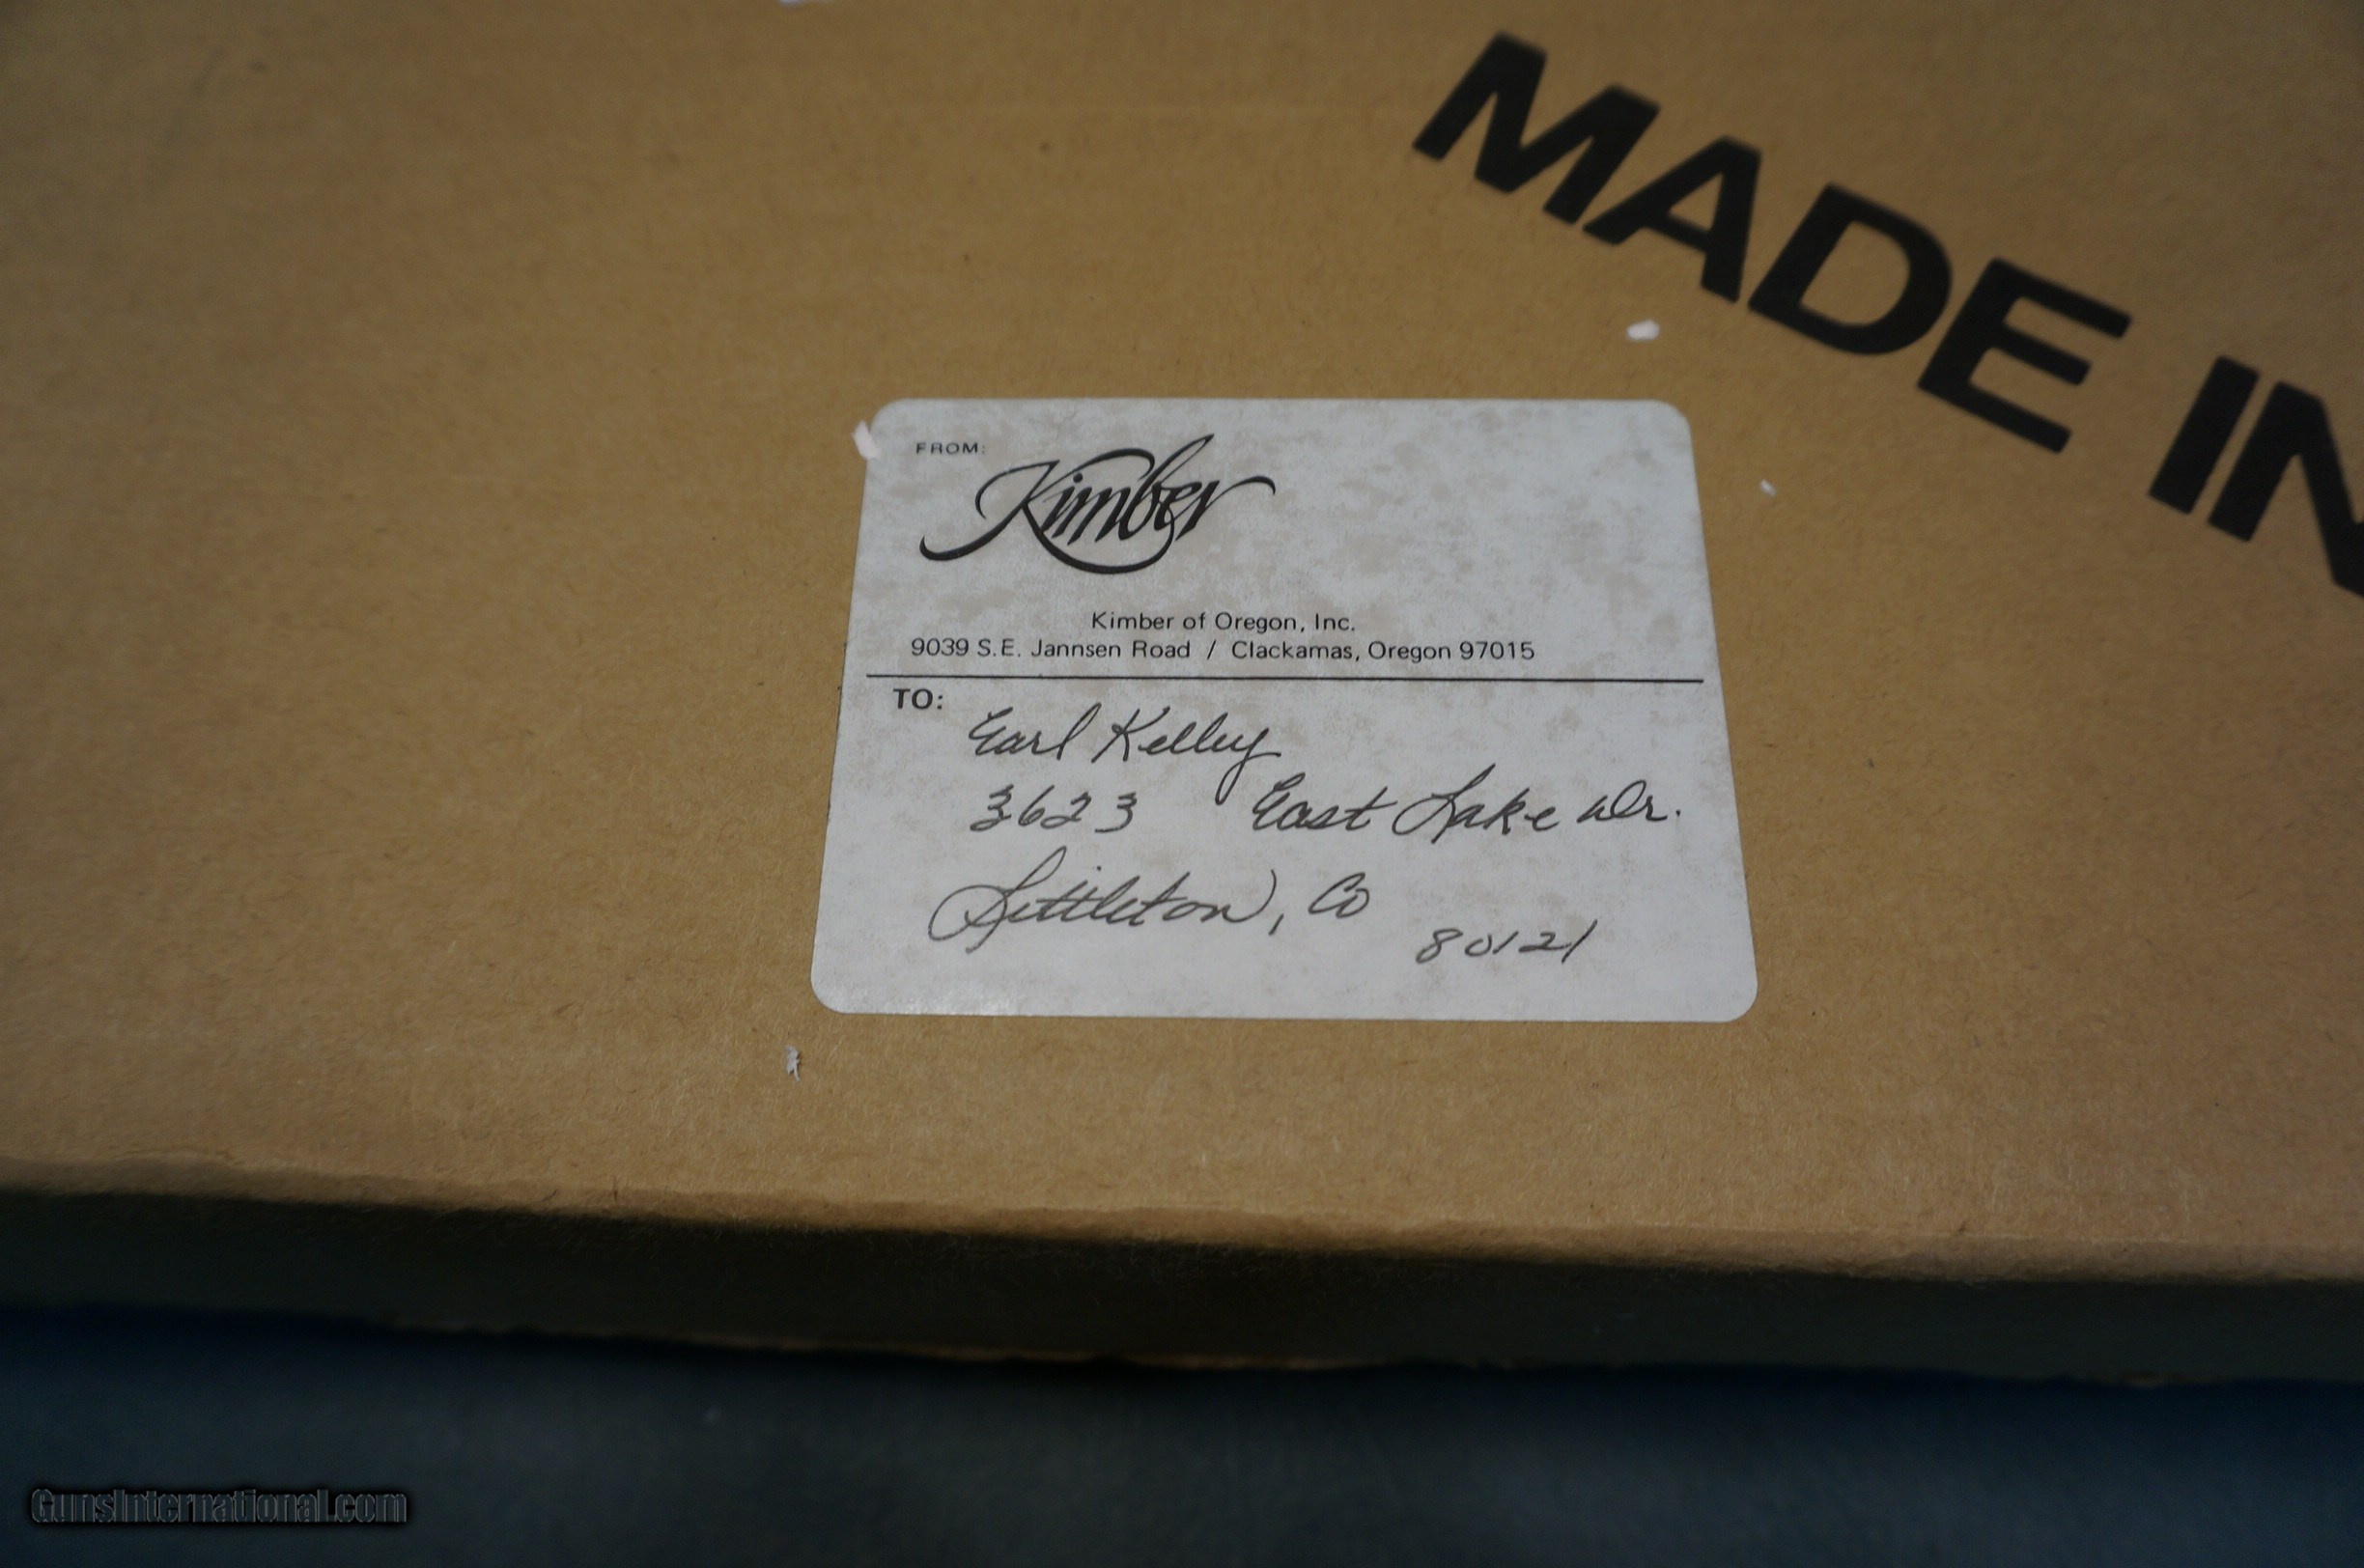 MADE IN
FROM:
Kimber
Kimber of Oregon, Inc.
9039 S.E. Jannsen Road / Clackamas, Oregon 97015
TO:
Earl Kelley
3623 East Lake Dr.
Littleton, Co
80121
GunsInternational.com